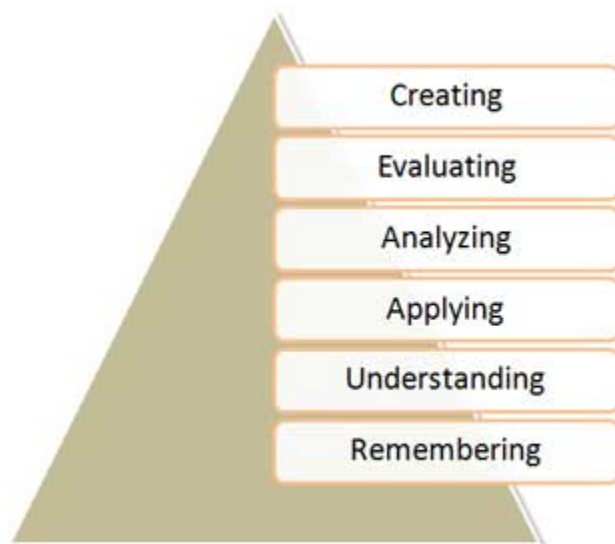 Creating
Evaluating
Analyzing
Applying
Understanding
Remembering